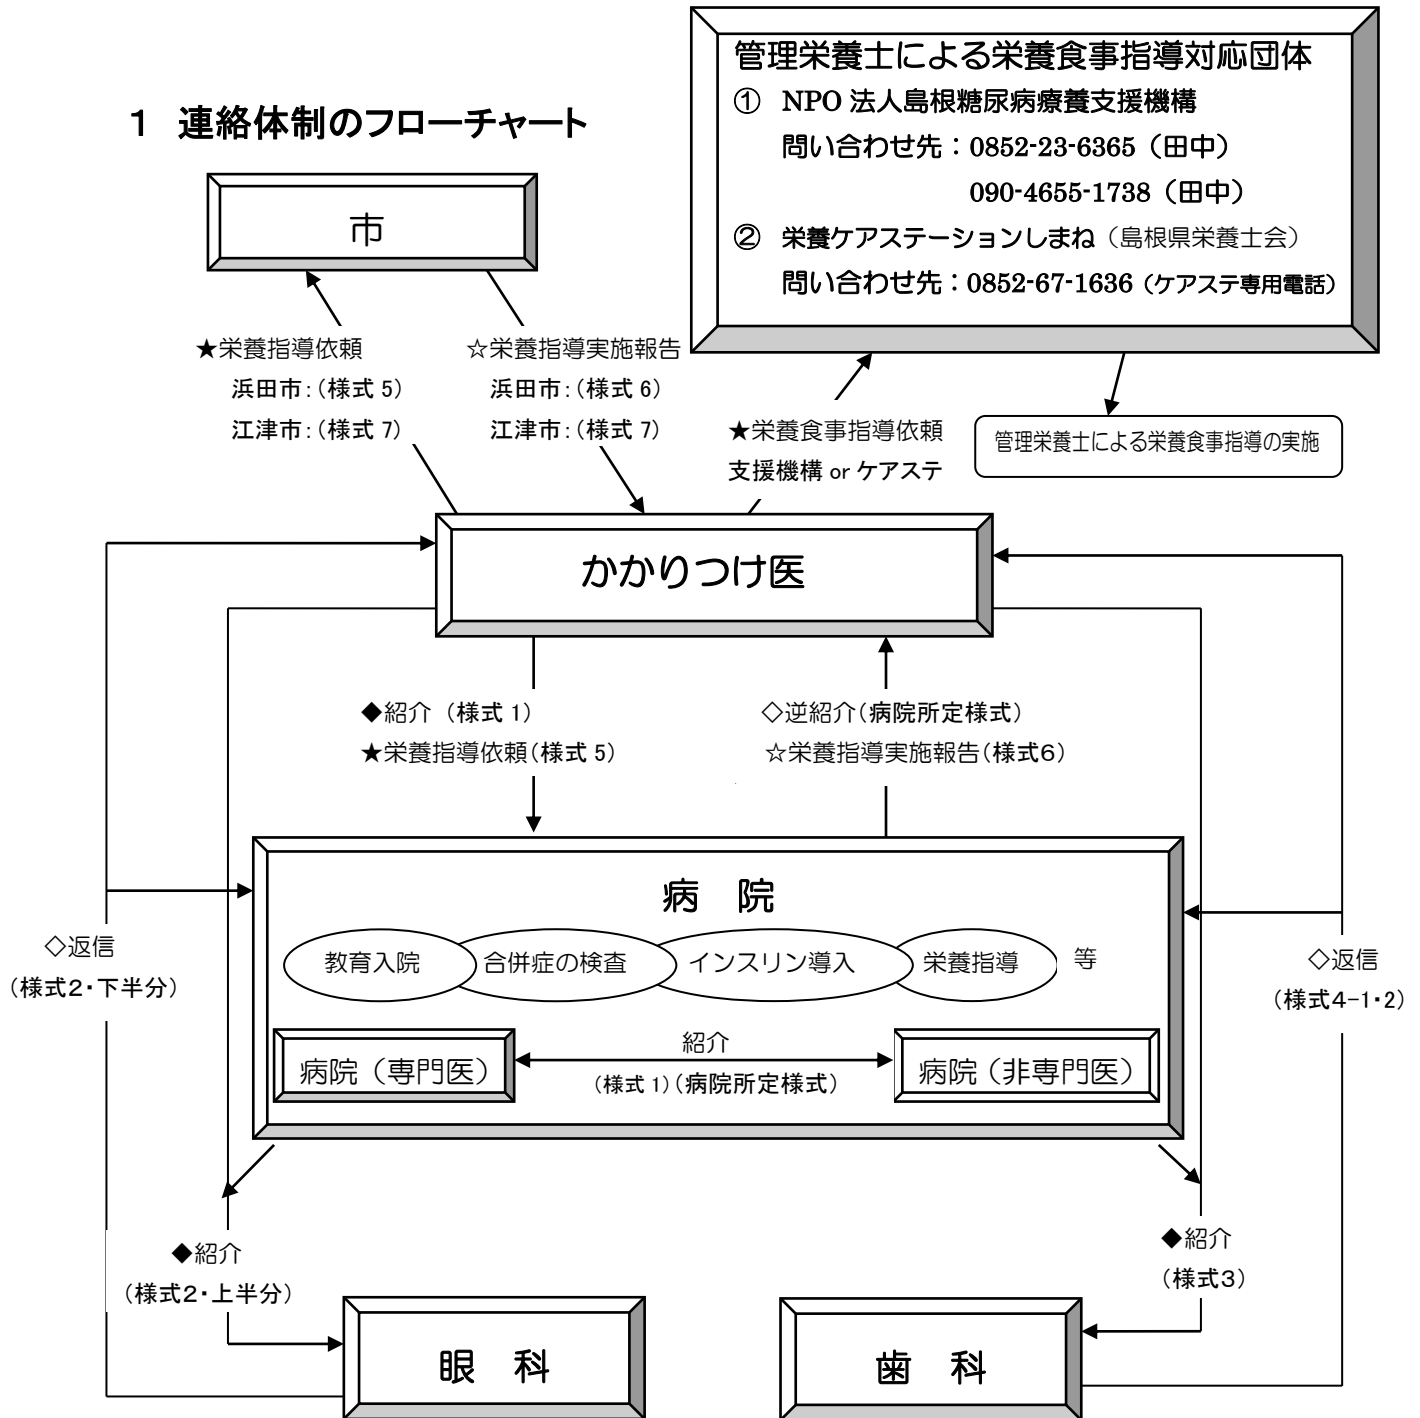 1 連絡体制のフローチャート
管理栄養士による栄養食事指導対応団体
① NPO 法人島根糖尿病療養支援機構
問い合わせ先：0852-23-6365（田中）
090-4655-1738（田中）
② 栄養ケアステーションしまね（島根県栄養士会）
問い合わせ先：0852-67-1636（ケアステ専用電話）
市
★栄養指導依頼
浜田市：（様式 5）
江津市：（様式 7）
☆栄養指導実施報告
浜田市：（様式 6）
江津市：（様式 7）
★栄養食事指導依頼
支援機構 or ケアステ
管理栄養士による栄養食事指導の実施
かかりつけ医
◆紹介（様式 1）
★栄養指導依頼（様式 5）
◇逆紹介（病院所定様式）
☆栄養指導実施報告（様式６）
病　院
教育入院
合併症の検査
インスリン導入
栄養指導
等
◇返信
（様式２・下半分）
◇返信
（様式４-１・２）
病院（専門医）
紹介
（様式 1）（病院所定様式）
病院（非専門医）
◆紹介
（様式２・上半分）
◆紹介
（様式３）
眼　科
歯　科